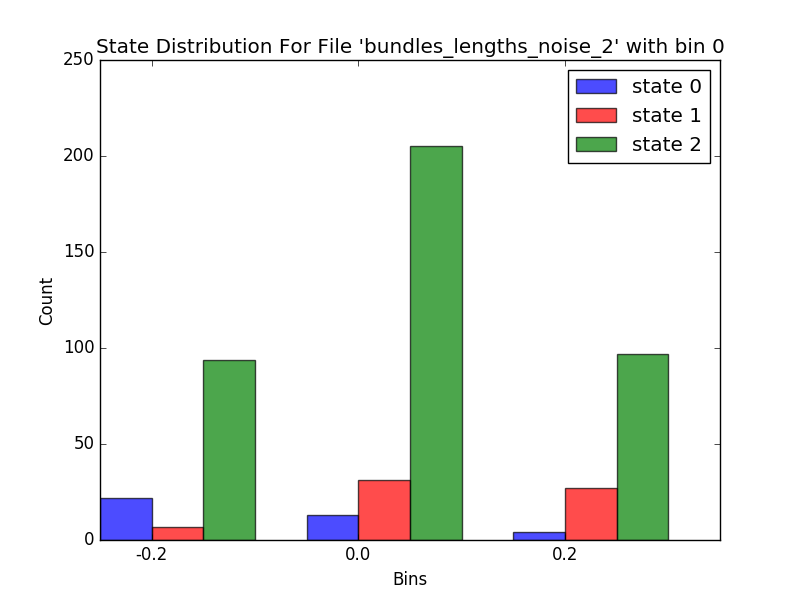 State Distribution For File 'bundles_lengths_noise_2' with bin 0
250
200
150
100
50
0
Count
state 0
state 1
state 2
-0.2
0.0
0.2
Bins